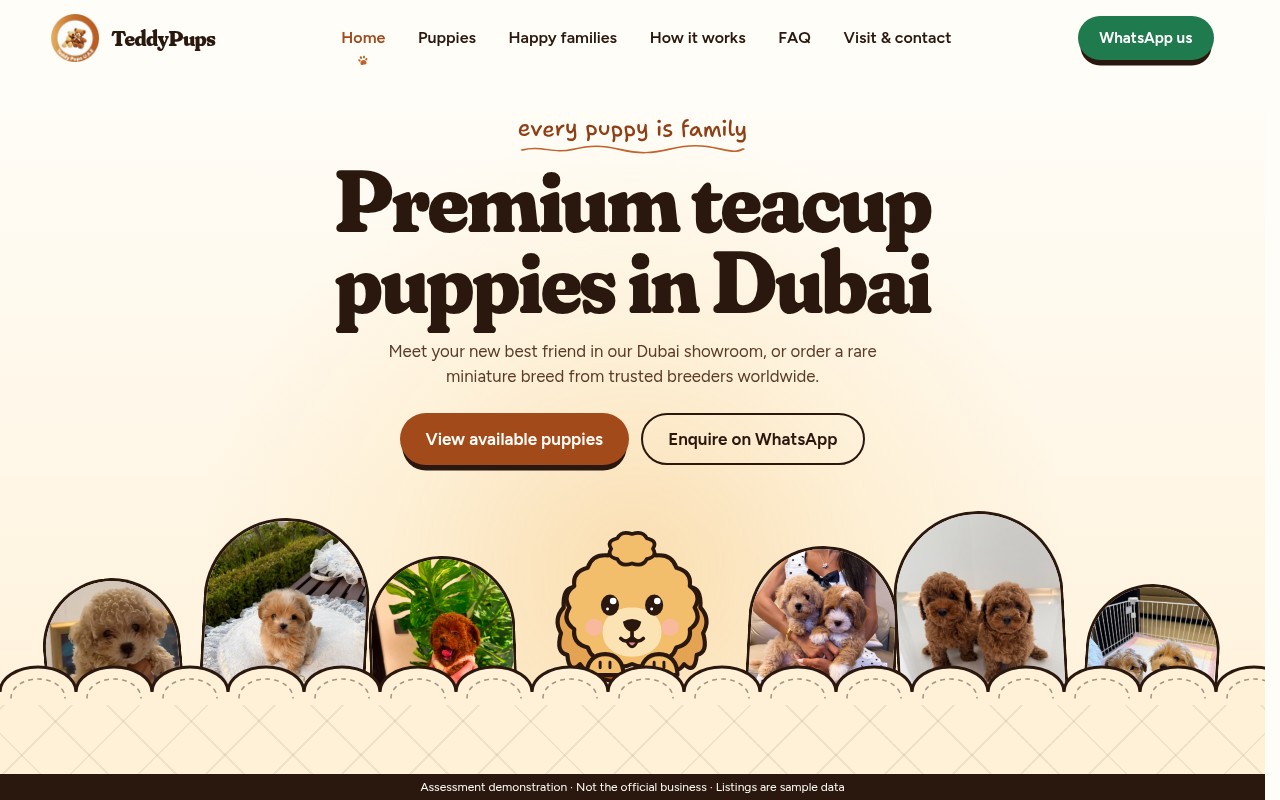 TeddyPups
Home
Puppies
Happy families
How it works
FAQ
Visit & contact
WhatsApp us
every puppy is family
Premium teacup
puppies in Dubai
Meet your new best friend in our Dubai showroom, or order a rare
miniature breed from trusted breeders worldwide.
View available puppies
Enquire on WhatsApp
Assessment demonstration · Not the official business · Listings are sample data